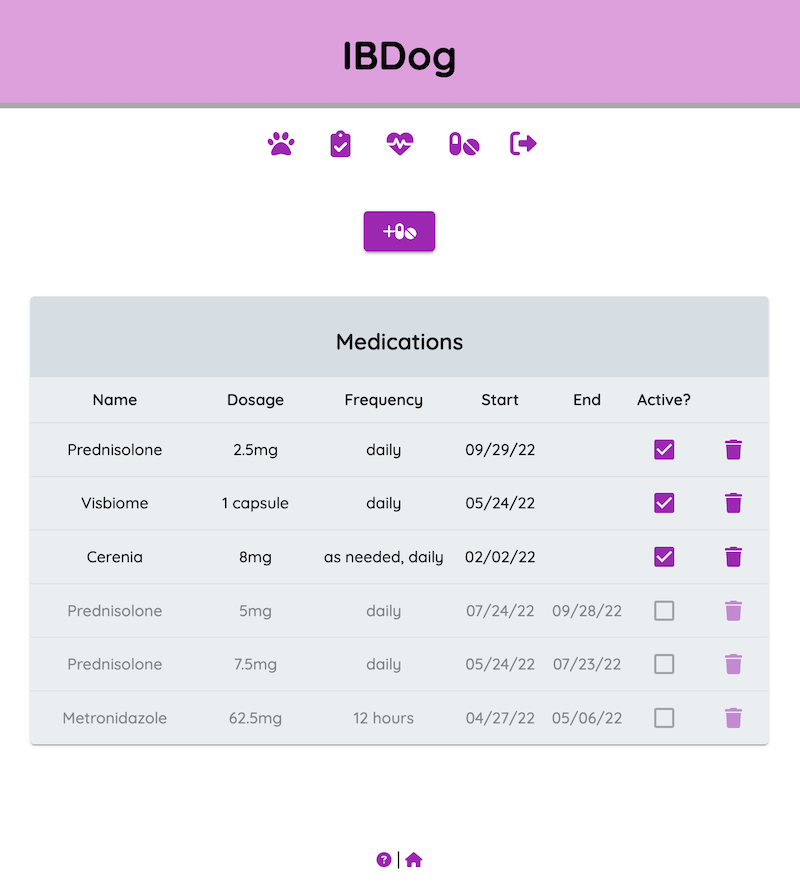 IBDog
Medications
Name Dosage Frequency Start End Active?
Prednisolone 2.5mg daily 09/29/22
Visbiome 1 capsule daily 05/24/22
Cerenia 8mg as needed, daily 02/02/22
Prednisolone 5mg daily 07/24/22 09/28/22
Prednisolone 7.5mg daily 05/24/22 07/23/22
Metronidazole 62.5mg 12 hours 04/27/22 05/06/22